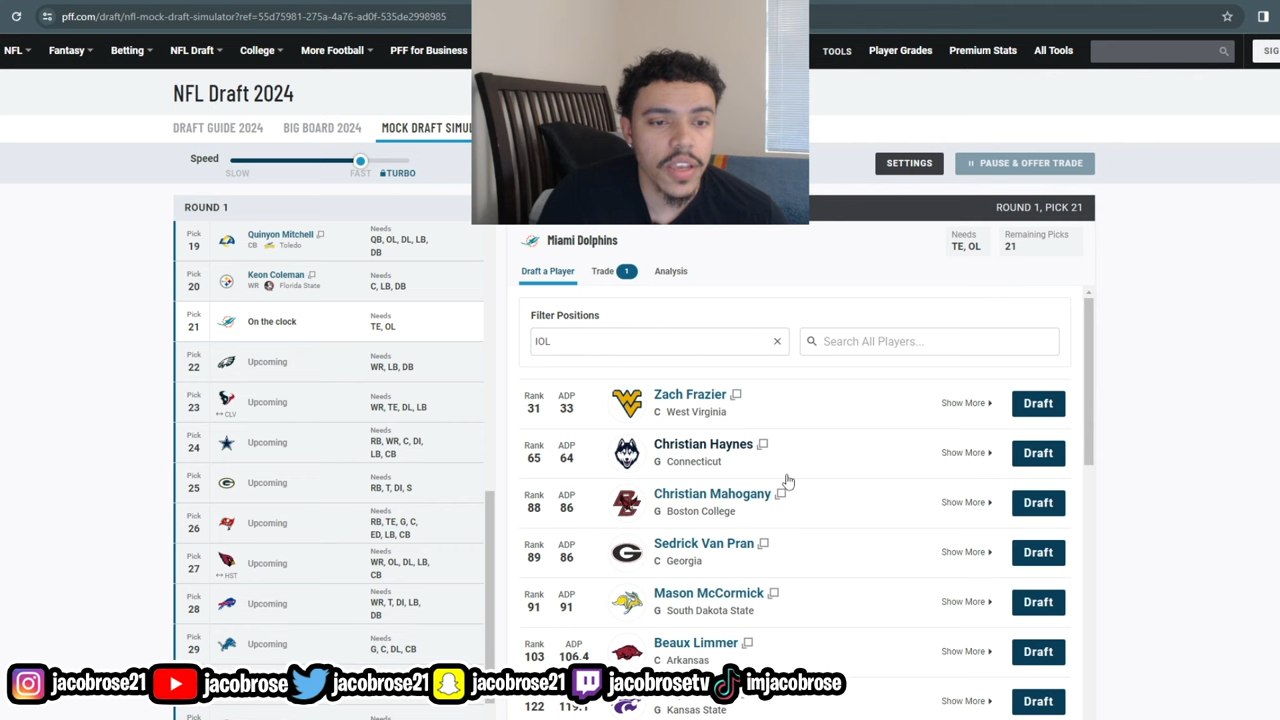 pff.com/draft/nfl-mock-draft-simulator?ref=55d75981-275a-4a76-ad0f-535de2998985
NFL Fantasy Betting NFL Draft College More Football PFF for Business TOOLS Player Grades Premium Stats All Tools SIG
NFL Draft 2024
DRAFT GUIDE 2024 BIG BOARD 2024 MOCK DRAFT SIMU
Speed
SLOW FAST TURBO
SETTINGS
PAUSE & OFFER TRADE
ROUND 1
Pick 19 Quinyon Mitchell CB Toledo Needs QB, OL, DL, LB, DB
Pick 20 Keon Coleman WR Florida State Needs C, LB, DB
Pick 21 On the clock Needs TE, OL
Pick 22 Upcoming Needs WR, LB, DB
Pick 23 CLV Upcoming Needs WR, TE, DL, LB
Pick 24 Upcoming Needs RB, WR, C, DI, LB, CB
Pick 25 Upcoming Needs RB, T, DI, S
Pick 26 Upcoming Needs RB, TE, G, C, ED, LB, CB
Pick 27 HST Upcoming Needs WR, OL, DL, LB, CB
Pick 28 Upcoming Needs WR, T, DI, LB, DB
Pick 29 Upcoming Needs G, C, DL, CB
ROUND 1, PICK 21
Miami Dolphins
Needs TE, OL
Remaining Picks 21
Draft a Player Trade 1 Analysis
Filter Positions
IOL
Search All Players...
Rank 31 ADP 33 Zach Frazier C West Virginia Show More Draft
Rank 65 ADP 64 Christian Haynes G Connecticut Show More Draft
Rank 88 ADP 86 Christian Mahogany G Boston College Show More Draft
Rank 89 ADP 86 Sedrick Van Pran C Georgia Show More Draft
Rank 91 ADP 91 Mason McCormick G South Dakota State Show More Draft
Rank 103 ADP 106.4 Beaux Limmer C Arkansas Show More Draft
122 G Kansas State Show More Draft
jacobrose21 jacobrose jacobrose21 jacobrose21 jacobrosetv imjacobrose